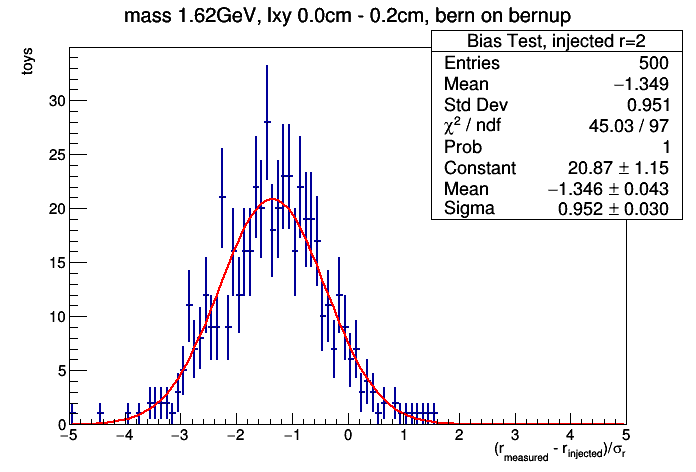 mass 1.62GeV, lxy 0.0cm - 0.2cm, bern on bernup
Bias Test, injected r=2
Entries 500
Mean −1.349
Std Dev 0.951
χ² / ndf 45.03 / 97
Prob 1
Constant 20.87 ± 1.15
Mean −1.346 ± 0.043
Sigma 0.952 ± 0.030
toys
30
25
20
15
10
5
0
−5 −4 −3 −2 −1 0 1 2 3 4 5
(r measured - r injected)/σr